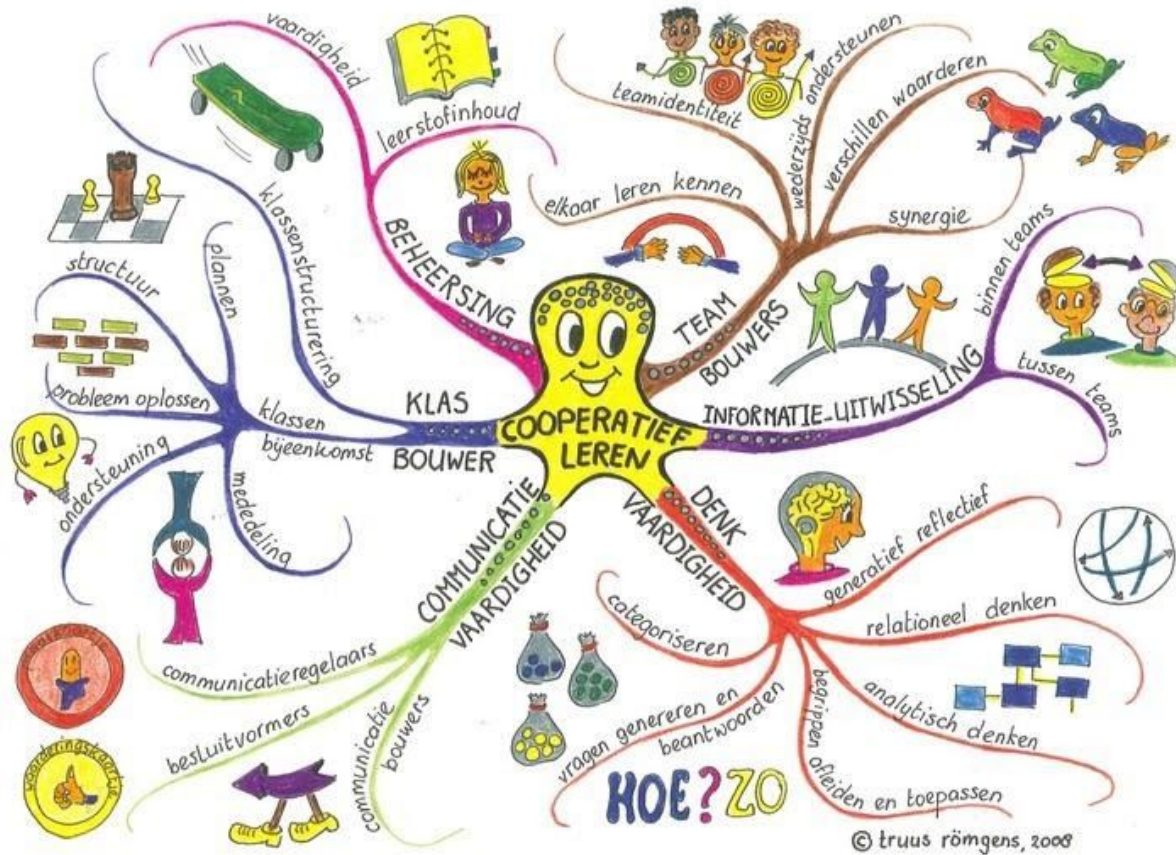 COOPERATIEF
LEREN
BEHEERSING
vaardigheid
leerstofinhoud
TEAM
BOUWERS
elkaar leren kennen
teamidentiteit
wederzijds ondersteunen
verschillen waarderen
synergie
INFORMATIE-UITWISSELING
binnen teams
tussen teams
DENK
VAARDIGHEID
generatief reflectief
relationeel denken
analytisch denken
begrippen afleiden en toepassen
vragen genereren en
beantwoorden
categoriseren
HOE?ZO
COMMUNICATIE
VAARDIGHEID
communicatieregelaars
besluitvormers
communicatie
bouwers
waarderingskaartje
KLAS
BOUWER
klassenstructurering
klassen
bijeenkomst
plannen
structuur
probleem oplossen
ondersteuning
mededeling
© truus römgens, 2008